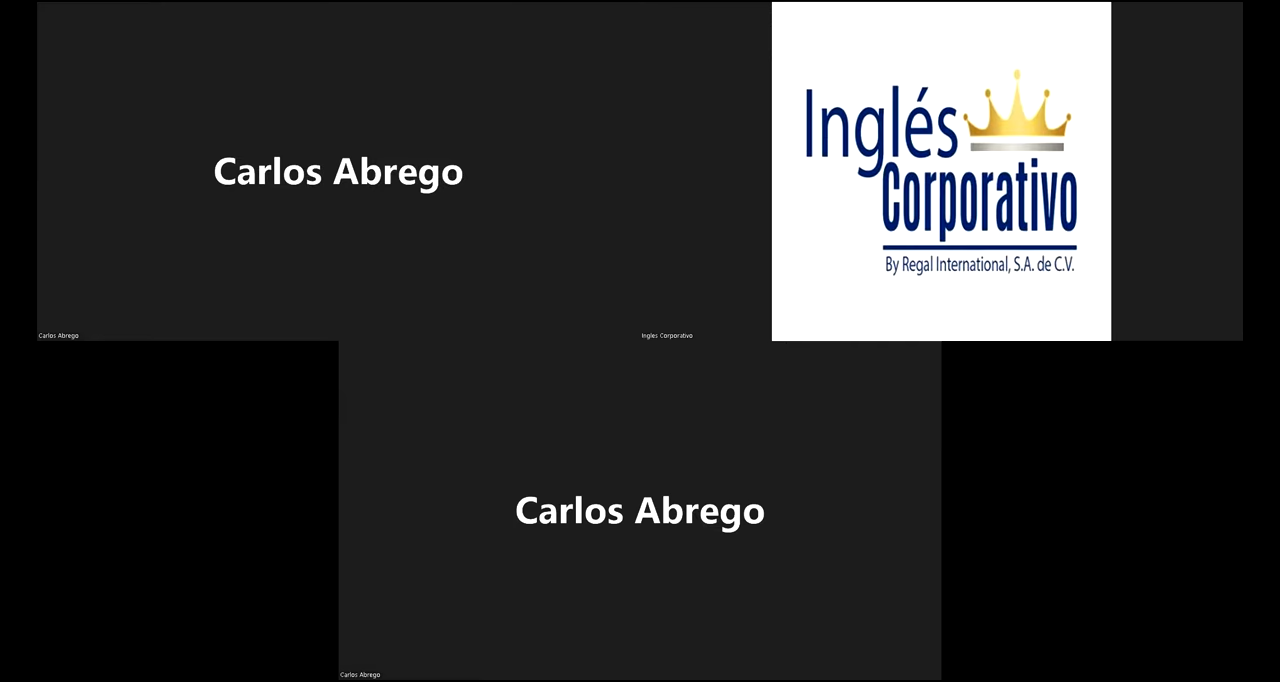 Carlos Abrego
Carlos Abrego
Inglés
Corporativo
By Regal International, S.A. de C.V.
Ingles Corporativo
Carlos Abrego
Carlos Abrego